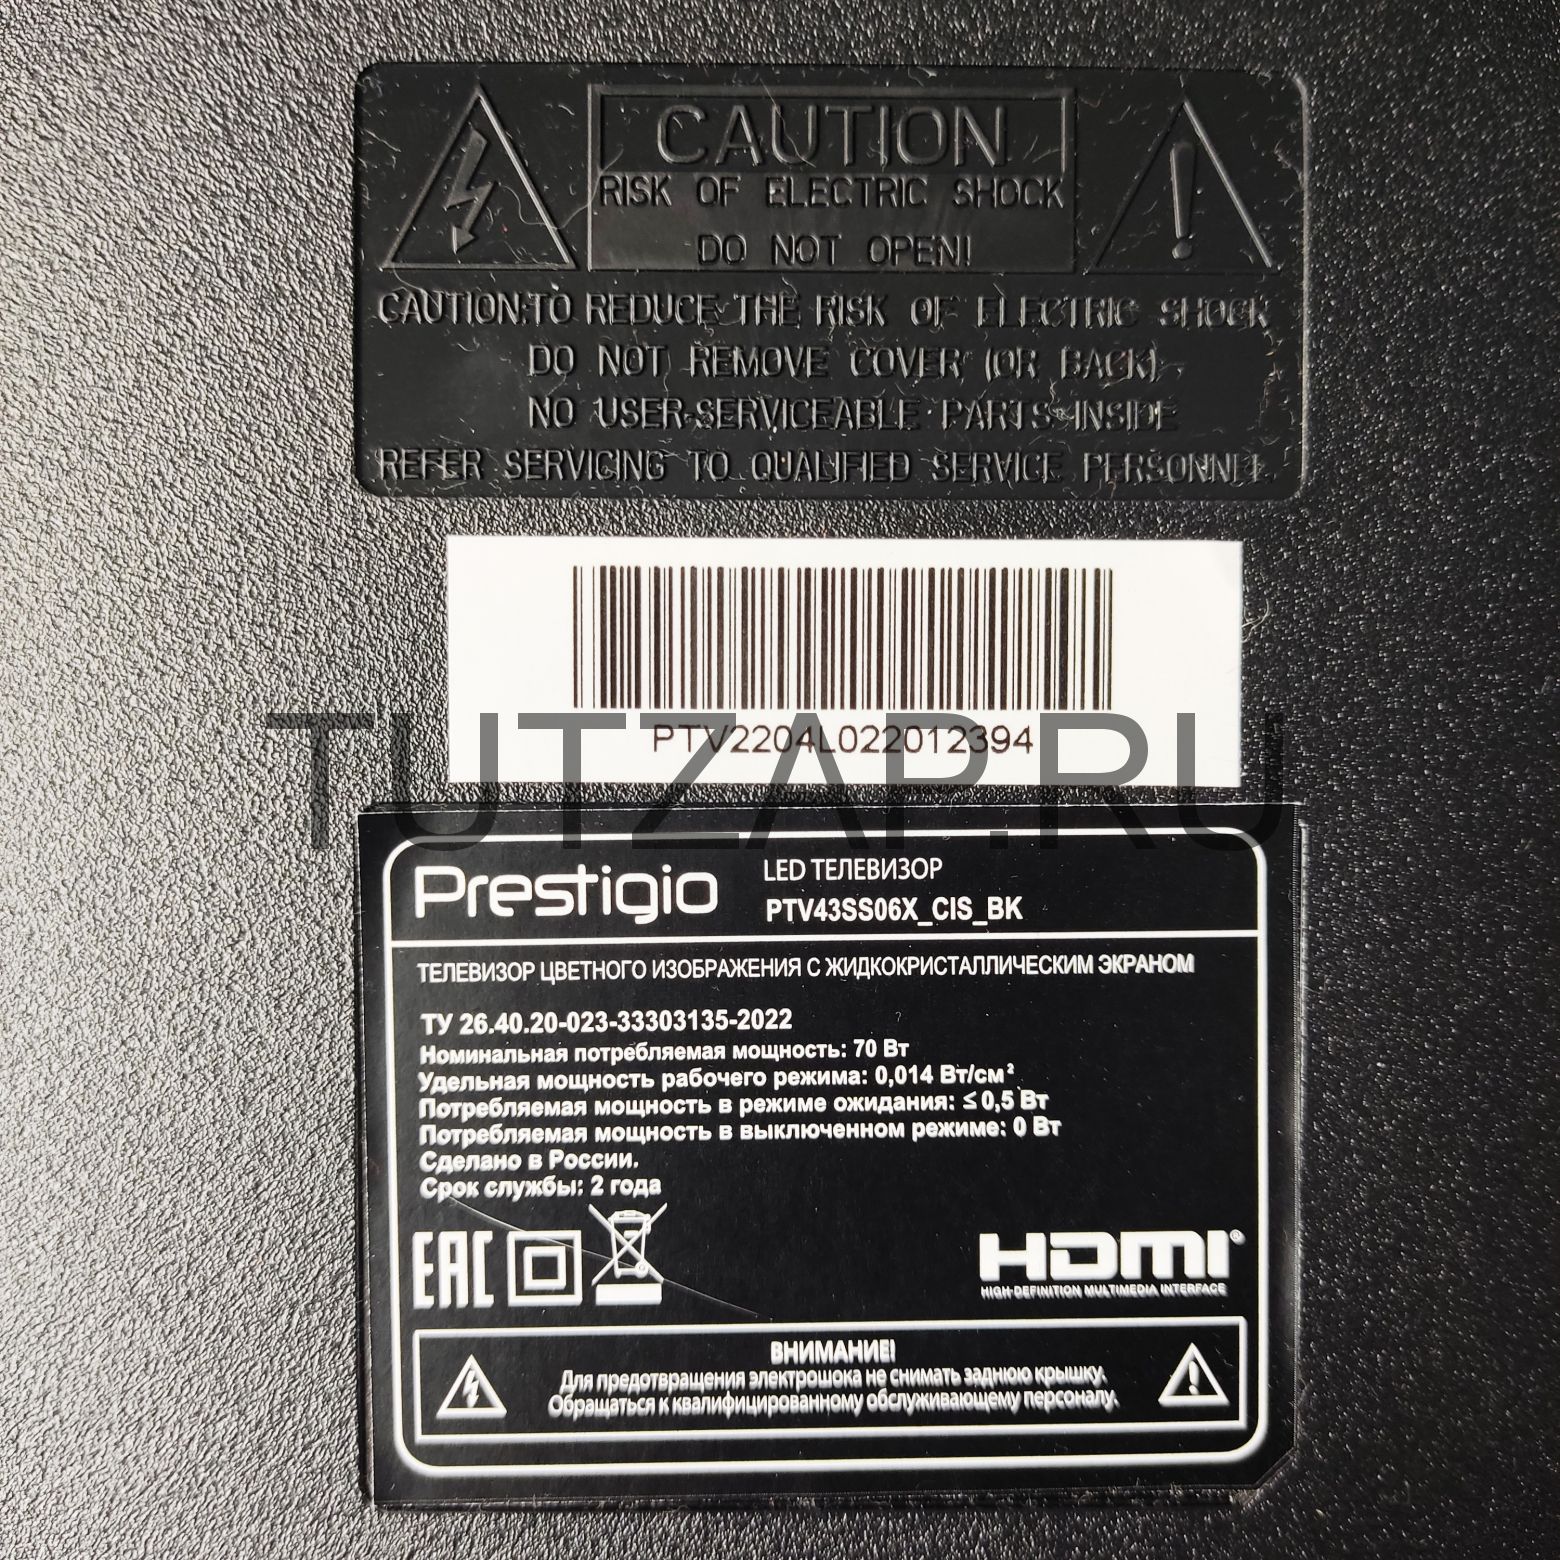 CAUTION
RISK OF ELECTRIC SHOCK
DO NOT OPEN!
CAUTION:TO REDUCE THE RISK OF ELECTRIC SHOCK
DO NOT REMOVE COVER (OR BACK)
NO USER-SERVICEABLE PARTS INSIDE
REFER SERVICING TO QUALIFIED SERVICE PERSONNEL
PTV2204L022012394
TUTZAP.RU
Prestigio
LED ТЕЛЕВИЗОР
PTV43SS06X_CIS_BK
ТЕЛЕВИЗОР ЦВЕТНОГО ИЗОБРАЖЕНИЯ С ЖИДКОКРИСТАЛЛИЧЕСКИМ ЭКРАНОМ
ТУ 26.40.20-023-33303135-2022
Номинальная потребляемая мощность: 70 Вт
Удельная мощность рабочего режима: 0,014 Вт/см²
Потребляемая мощность в режиме ожидания: ≤ 0,5 Вт
Потребляемая мощность в выключенном режиме: 0 Вт
Сделано в России.
Срок службы: 2 года
EAC
HDMI®
HIGH-DEFINITION MULTIMEDIA INTERFACE
ВНИМАНИЕ!
Для предотвращения электрошока не снимать заднюю крышку.
Обращаться к квалифицированному обслуживающему персоналу.